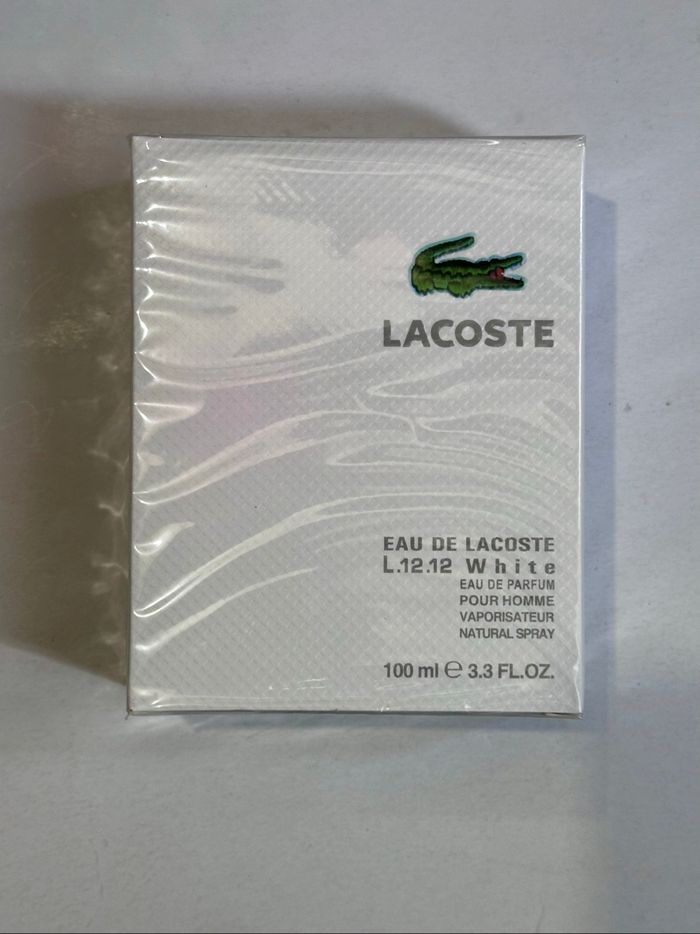 LACOSTE
EAU DE LACOSTE
L.12.12 White
EAU DE PARFUM
POUR HOMME
VAPORISATEUR
NATURAL SPRAY
100 ml ℮ 3.3 FL.OZ.